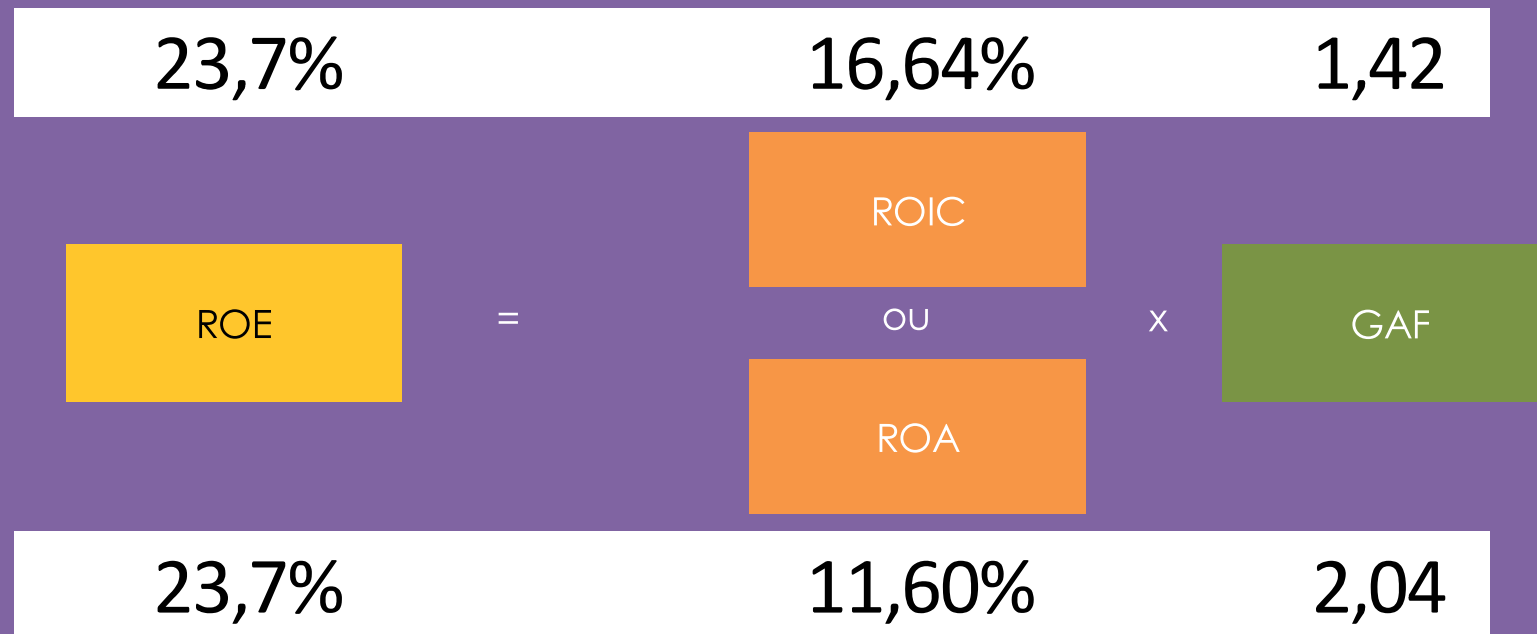 23,7% 16,64% 1,42
ROIC
ROE = OU x GAF
ROA
23,7% 11,60% 2,04